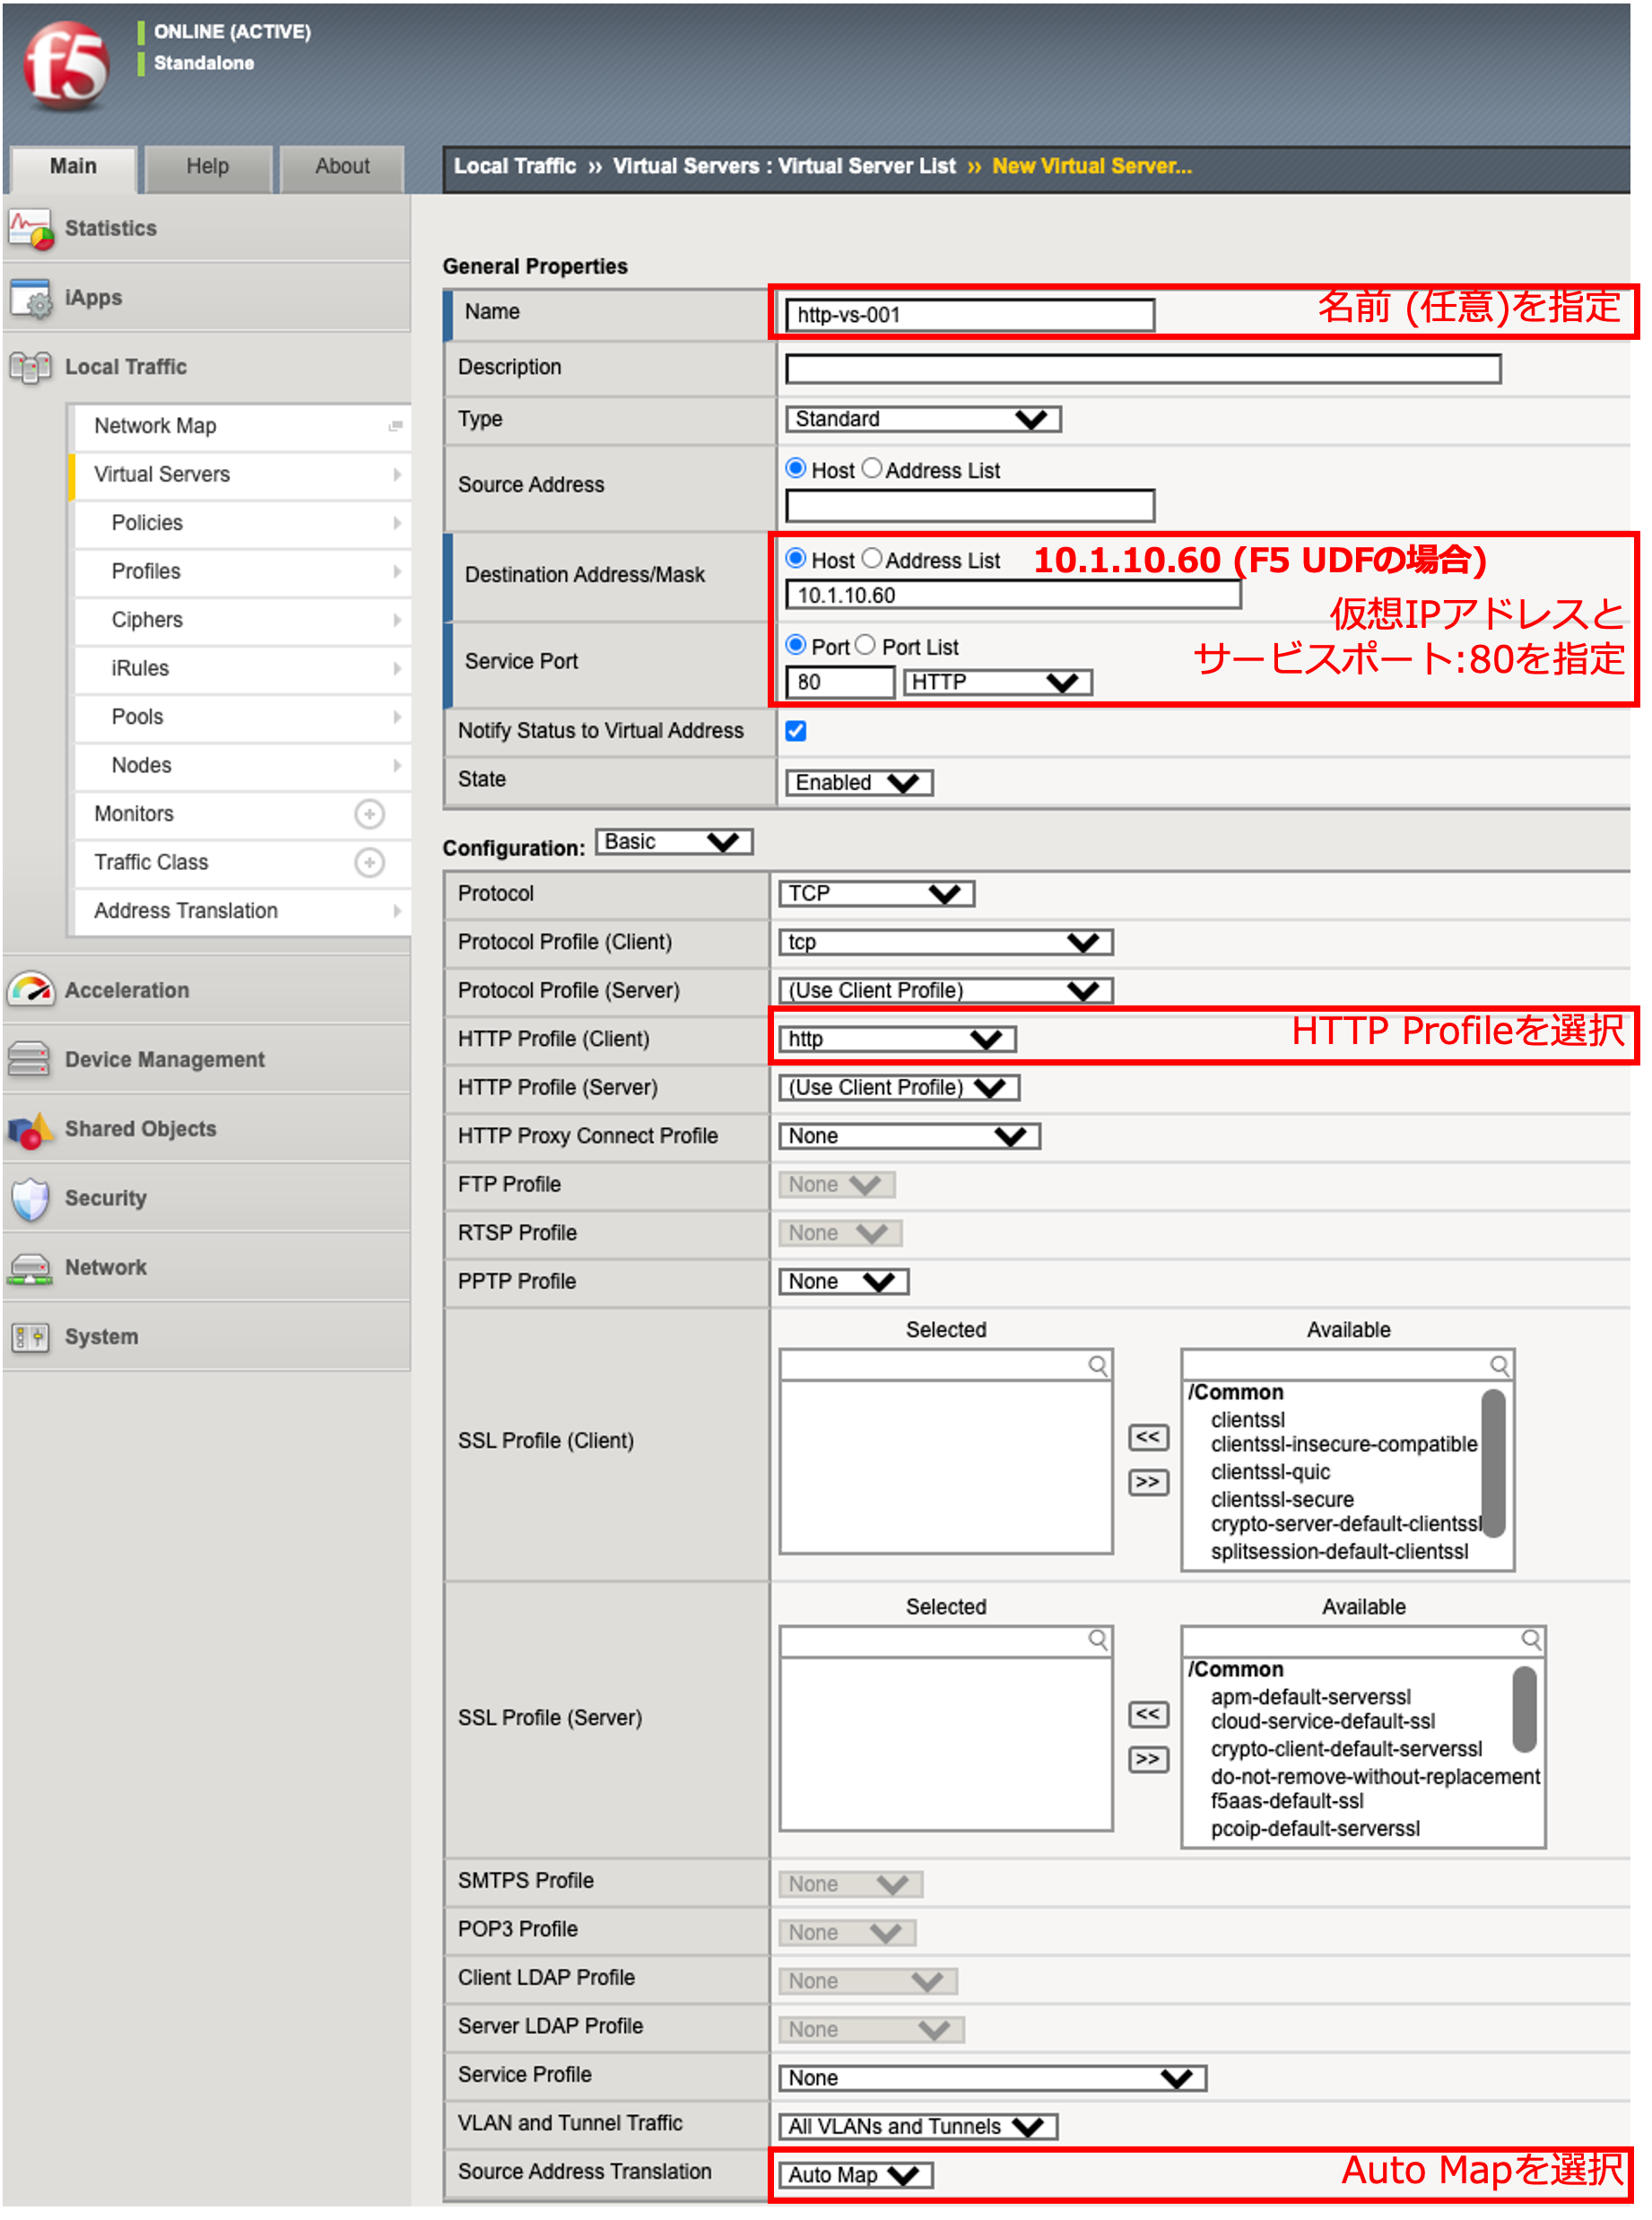 f5
ONLINE (ACTIVE)
Standalone
Main
Help
About
Local Traffic ›› Virtual Servers : Virtual Server List ›› New Virtual Server...
Statistics
iApps
Local Traffic
Network Map
Virtual Servers
Policies
Profiles
Ciphers
iRules
Pools
Nodes
Monitors
Traffic Class
Address Translation
Acceleration
Device Management
Shared Objects
Security
Network
System
General Properties
Name
http-vs-001
名前 (任意)を指定
Description
Type
Standard
Source Address
Host Address List
Destination Address/Mask
Host Address List
10.1.10.60 (F5 UDFの場合)
10.1.10.60
仮想IPアドレスと
サービスポート:80を指定
Service Port
Port Port List
80 HTTP
Notify Status to Virtual Address
State
Enabled
Configuration: Basic
Protocol
TCP
Protocol Profile (Client)
tcp
Protocol Profile (Server)
(Use Client Profile)
HTTP Profile (Client)
http
HTTP Profileを選択
HTTP Profile (Server)
(Use Client Profile)
HTTP Proxy Connect Profile
None
FTP Profile
None
RTSP Profile
None
PPTP Profile
None
SSL Profile (Client)
Selected
Available
<<
>>
/Common
clientssl
clientssl-insecure-compatible
clientssl-quic
clientssl-secure
crypto-server-default-clientssl
splitsession-default-clientssl
SSL Profile (Server)
Selected
Available
<<
>>
/Common
apm-default-serverssl
cloud-service-default-ssl
crypto-client-default-serverssl
do-not-remove-without-replacement
f5aas-default-ssl
pcoip-default-serverssl
SMTPS Profile
None
POP3 Profile
None
Client LDAP Profile
None
Server LDAP Profile
None
Service Profile
None
VLAN and Tunnel Traffic
All VLANs and Tunnels
Source Address Translation
Auto Map
Auto Mapを選択